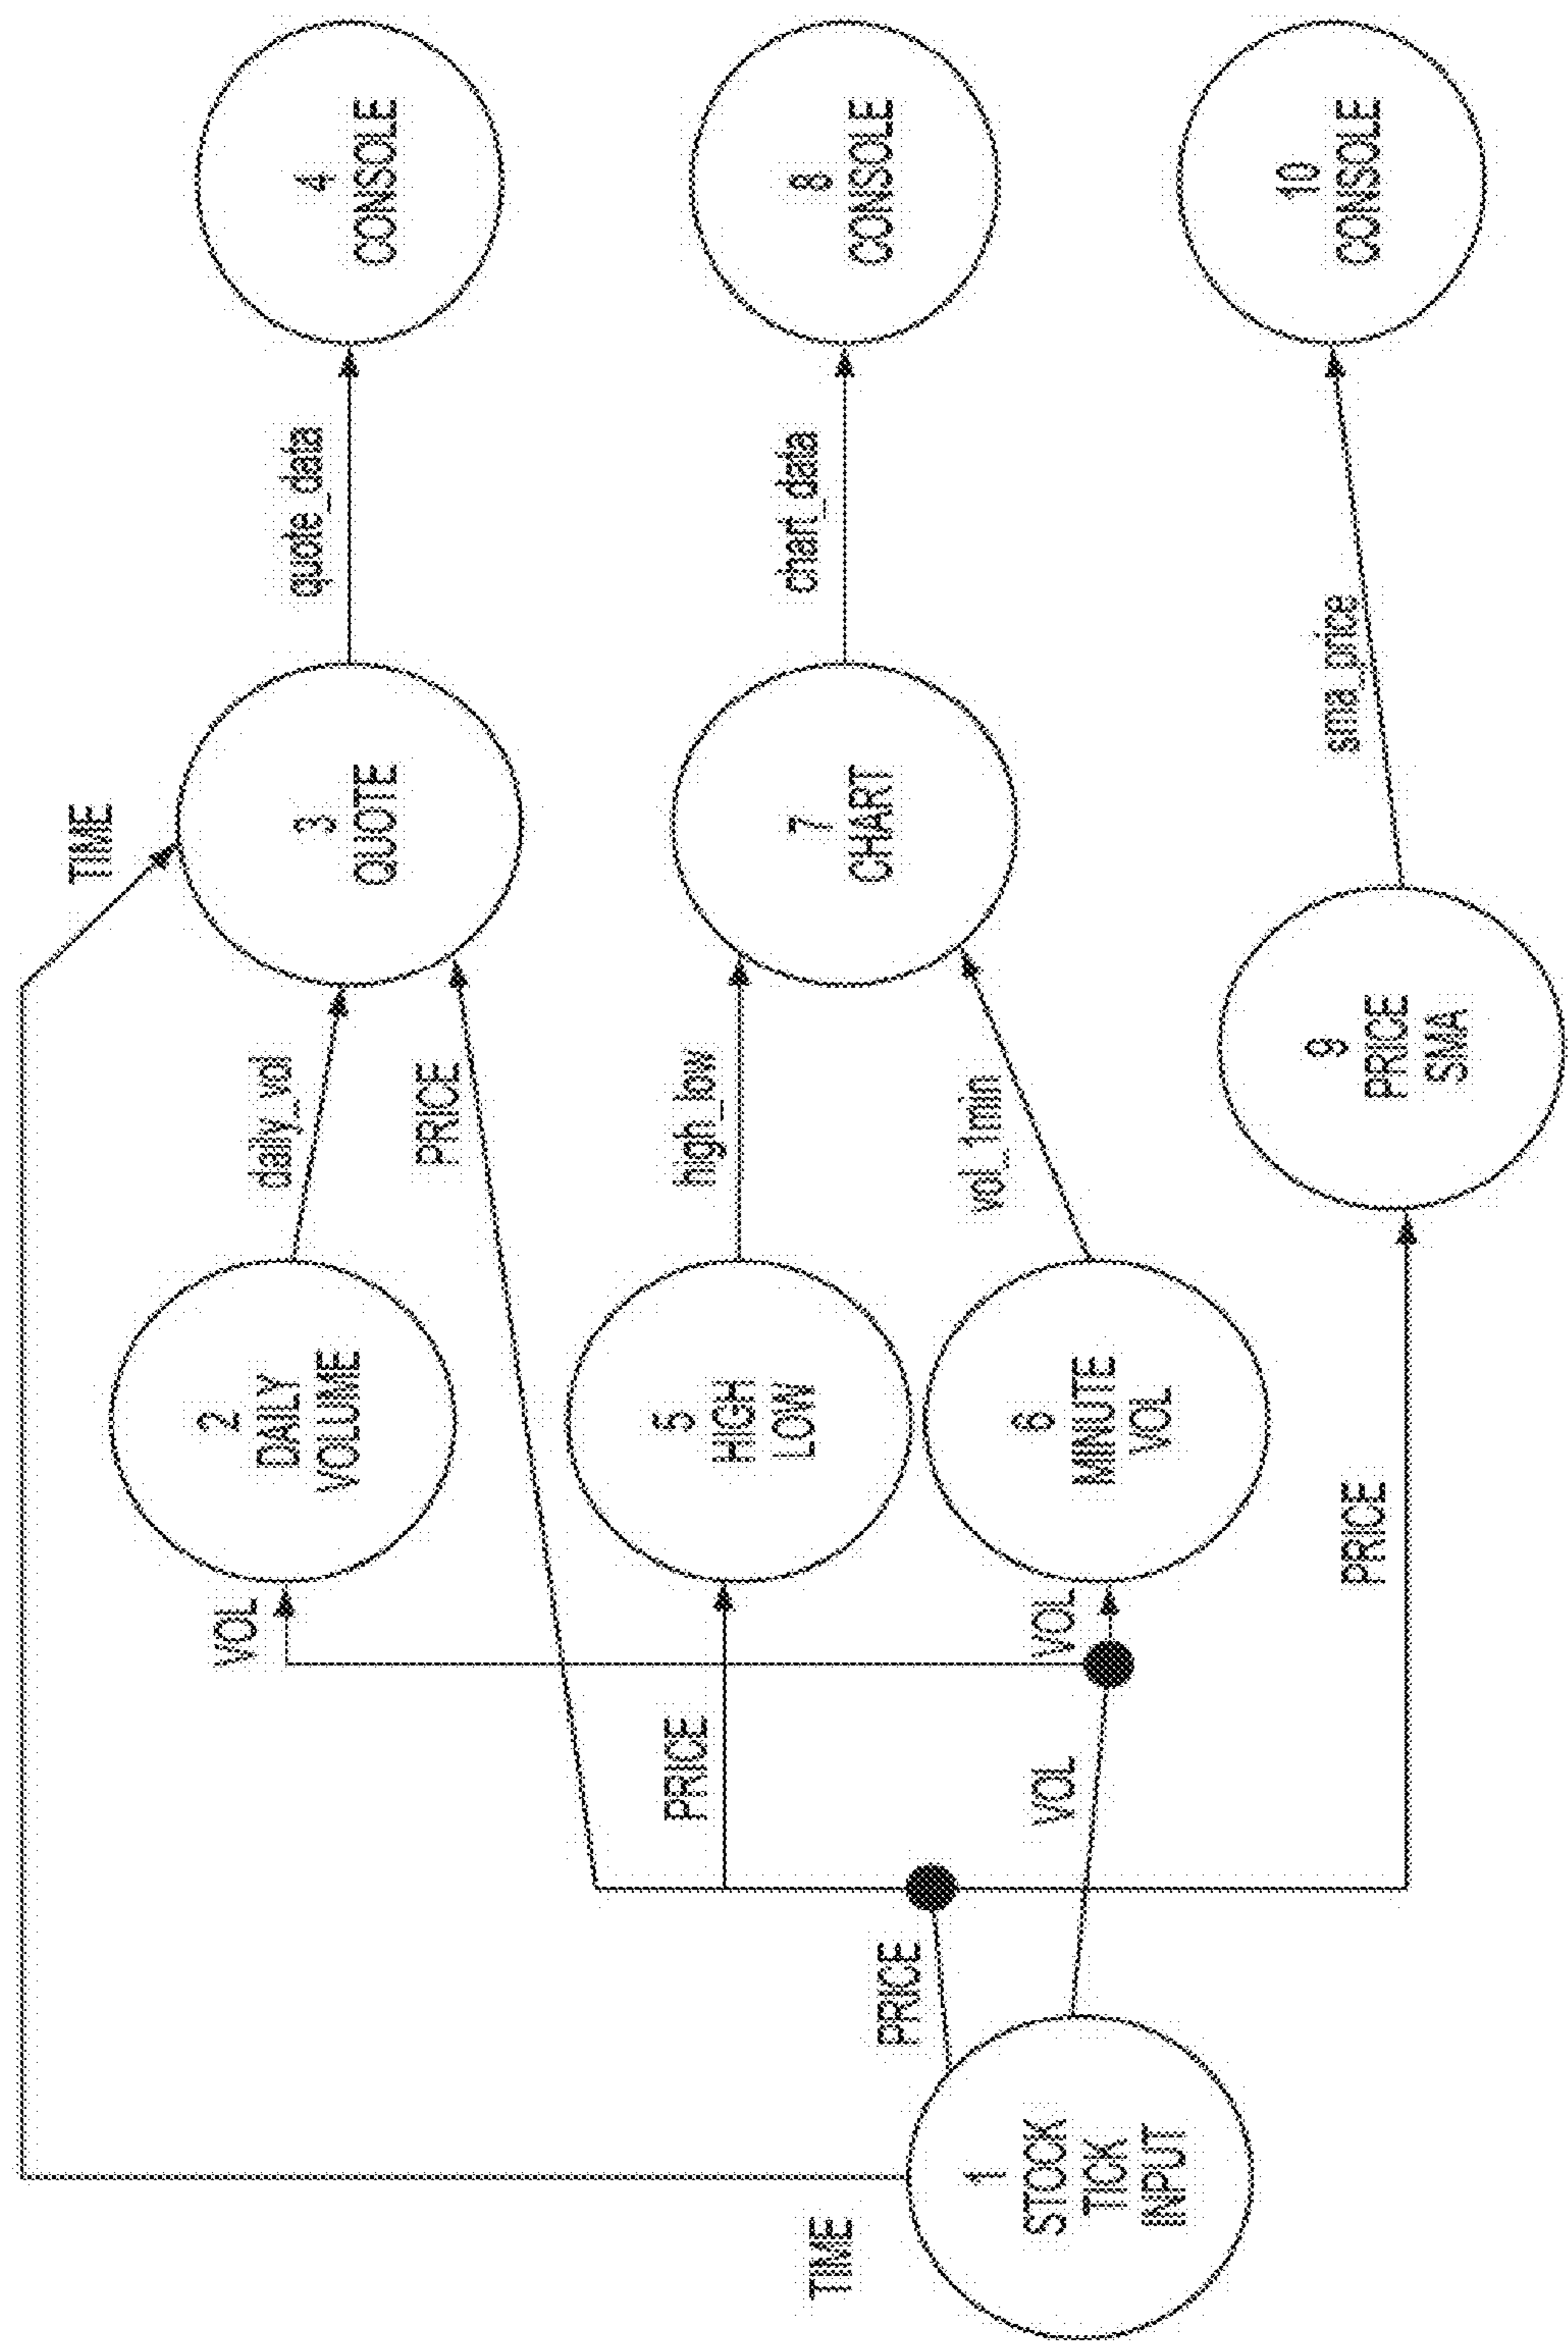 TIME
1
STOCK
TICK
INPUT
PRICE
VOL
PRICE
VOL
VOL
PRICE
2
DAILY
VOLUME
5
HIGH
LOW
6
MINUTE
VOL
daily_vol
PRICE
high_low
vol_1min
9
PRICE
SMA
TIME
3
QUOTE
7
CHART
sma_price
quote_data
chart_data
4
CONSOLE
8
CONSOLE
10
CONSOLE